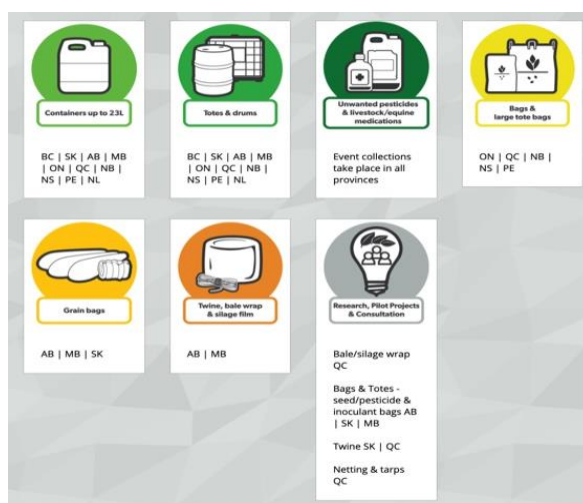 Containers up to 23L
BC | SK | AB | MB
| ON | QC | NB |
NS | PE | NL
Totes & drums
BC | SK | AB | MB
| ON | QC | NB |
NS | PE | NL
Unwanted pesticides
& livestock/equine
medications
Event collections
take place in all
provinces
Bags &
large tote bags
ON | QC | NB |
NS | PE
Grain bags
AB | MB | SK
Twine, bale wrap
& silage film
AB | MB
Research, Pilot Projects
& Consultation
Bale/silage wrap
QC
Bags & Totes -
seed/pesticide &
inoculant bags AB
| SK | MB
Twine SK | QC
Netting & tarps
QC